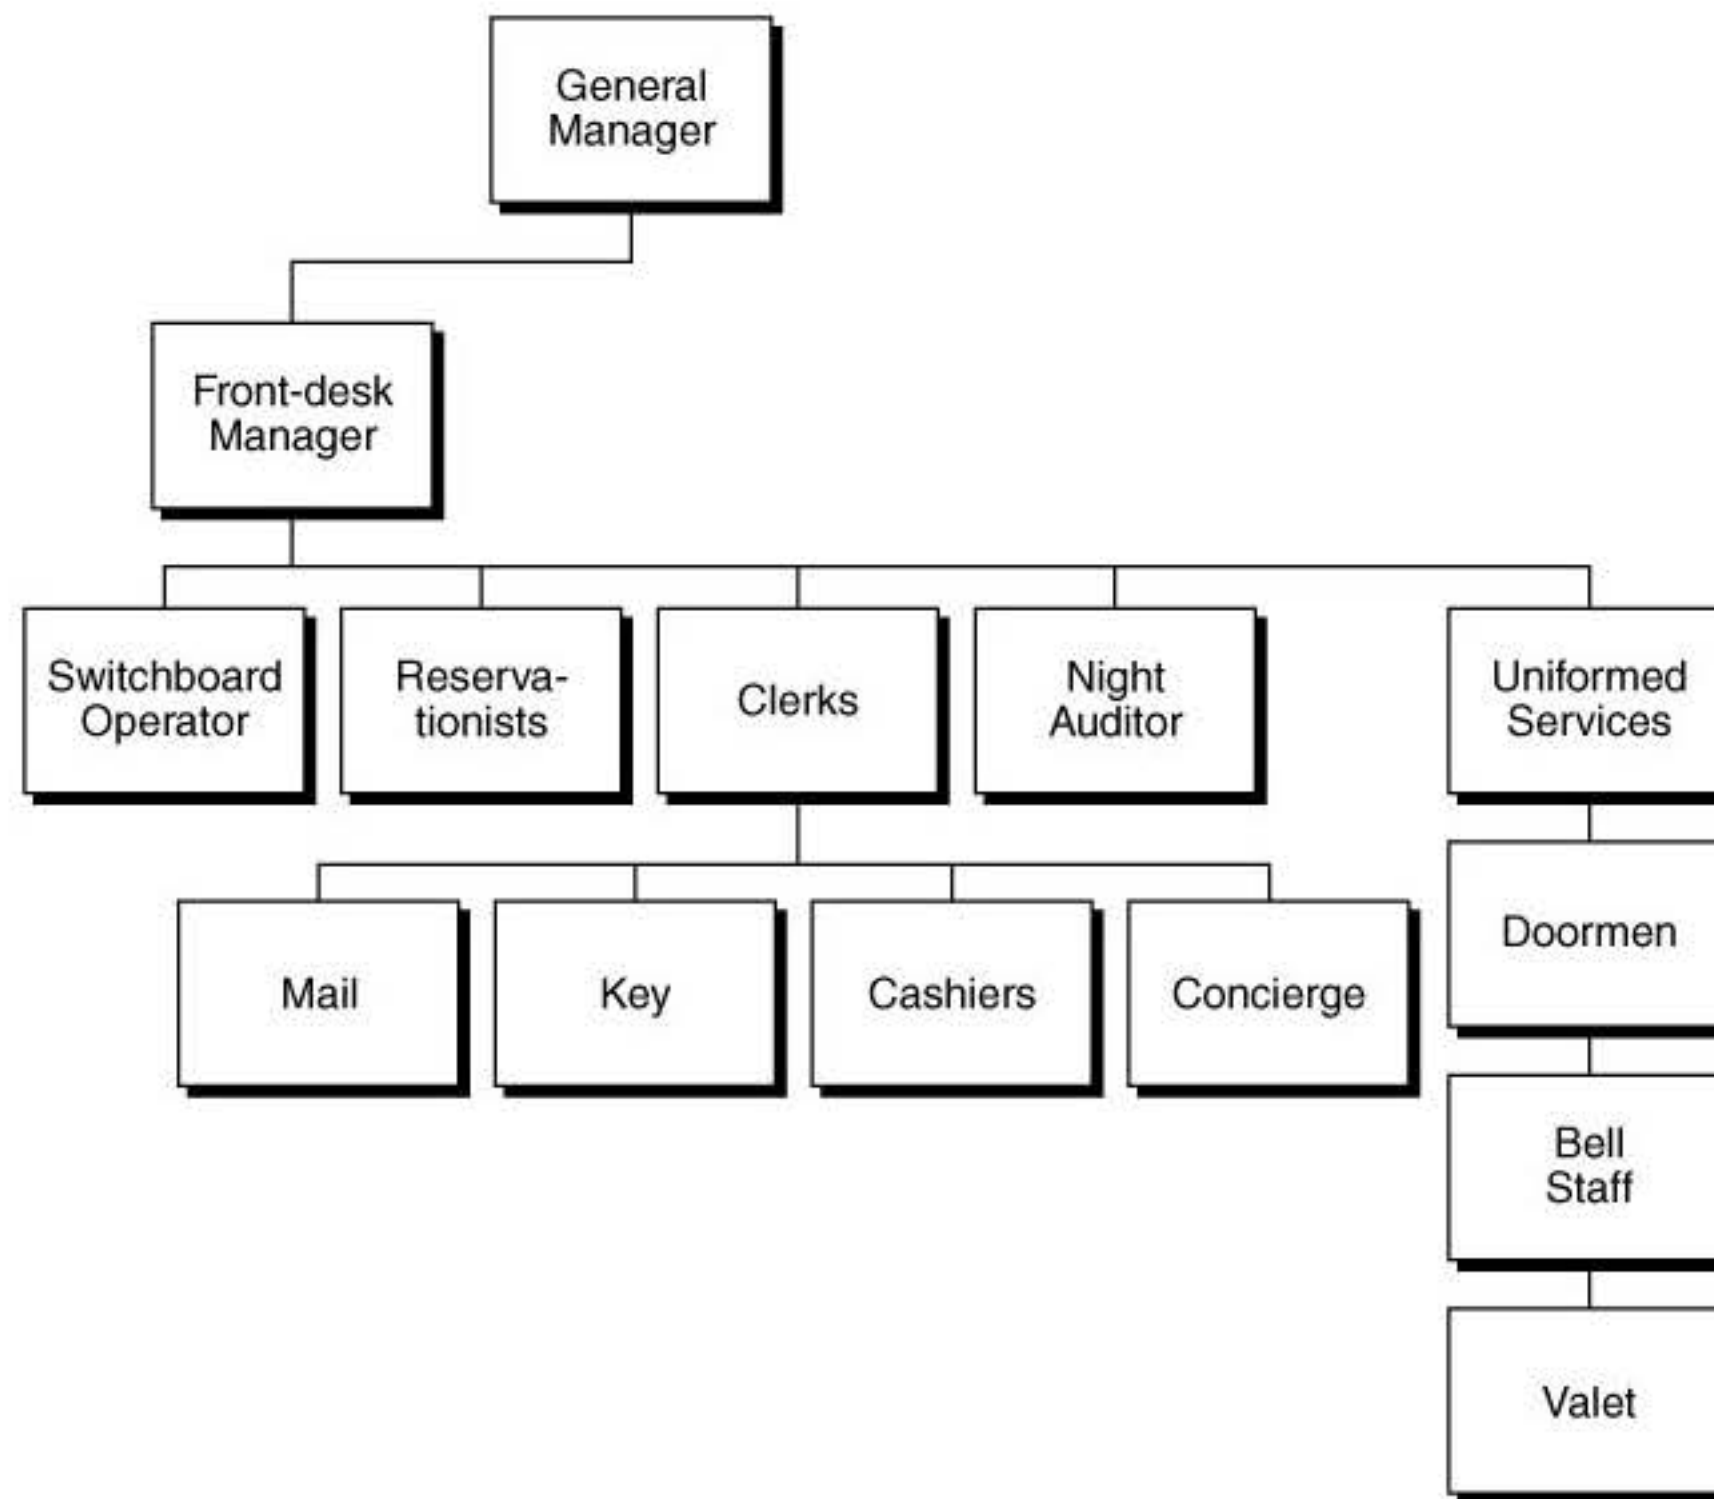 General
Manager
Front-desk
Manager
Switchboard
Operator
Reserva-
tionists
Clerks
Night
Auditor
Uniformed
Services
Mail
Key
Cashiers
Concierge
Doormen
Bell
Staff
Valet